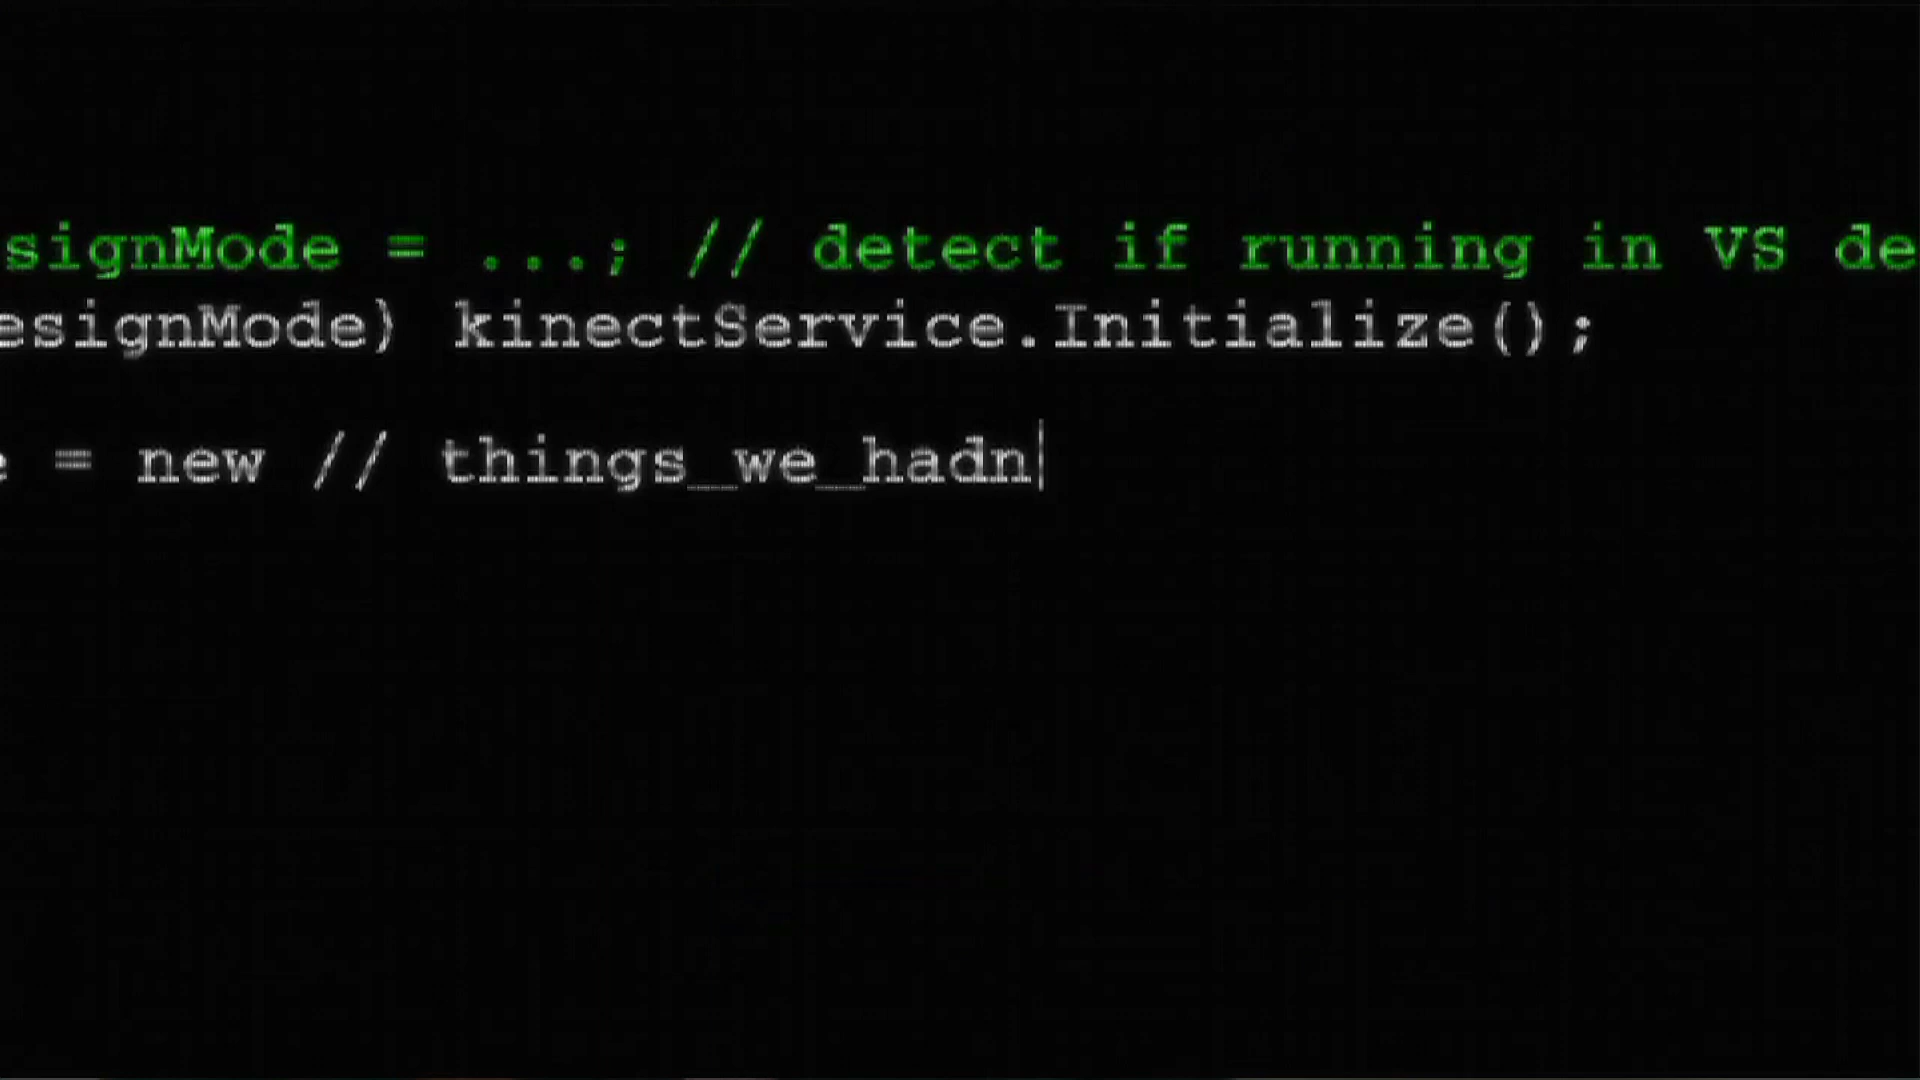 signMode = ...; // detect if running in VS de
esignMode) kinectService.Initialize();
e = new // things_we_hadn